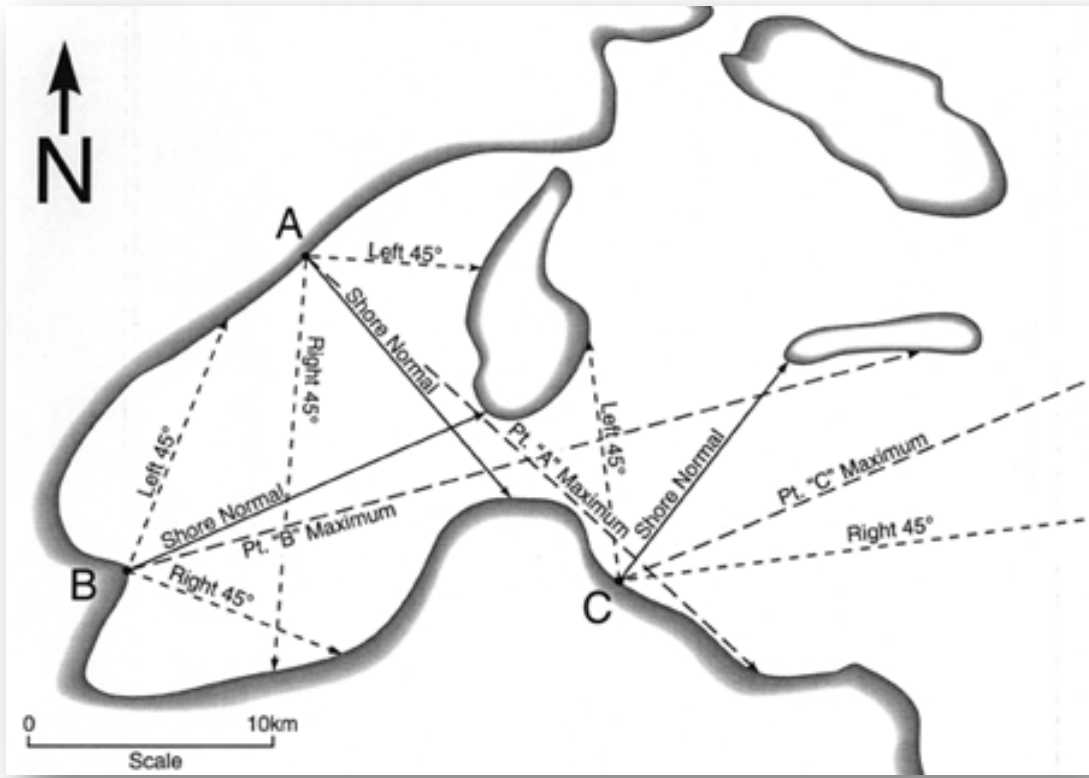 N
A
Left 45°
Shore Normal
Right 45°
Left 45°
Shore Normal
Pt. "B" Maximum
B
Right 45°
Pt. "A" Maximum
Left 45°
Shore Normal
Pt. "C" Maximum
Right 45°
C
0 10km
Scale